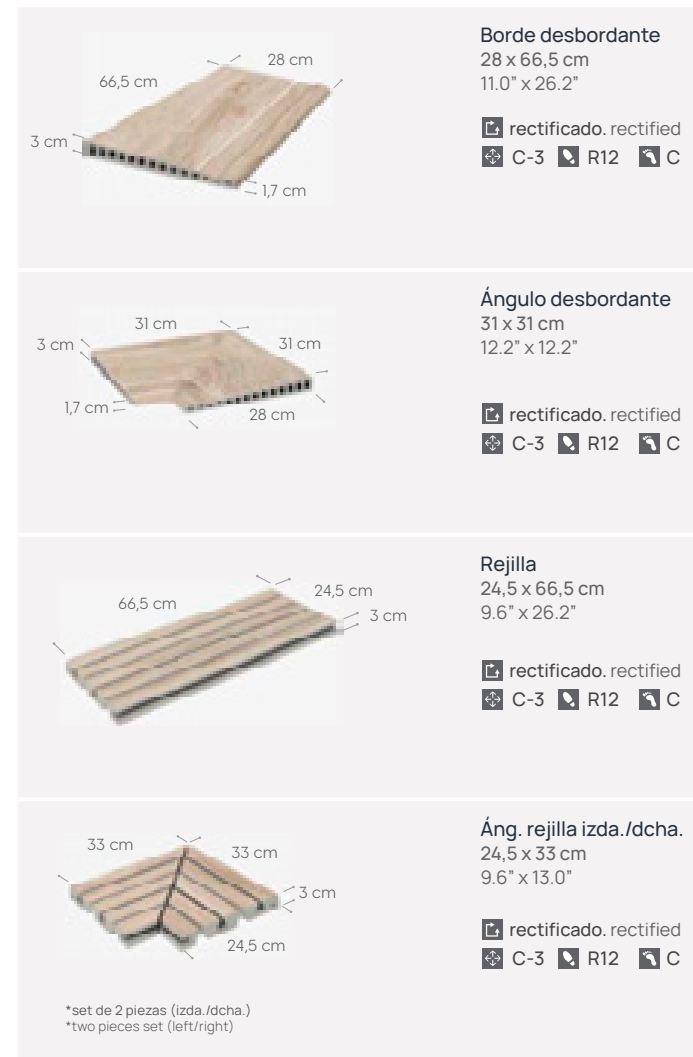 28 cm
66,5 cm
3 cm
1,7 cm
Borde desbordante
28 x 66,5 cm
11.0” x 26.2”
rectificado. rectified
C-3 R12 C
31 cm
3 cm
31 cm
1,7 cm
28 cm
Ángulo desbordante
31 x 31 cm
12.2” x 12.2”
rectificado. rectified
C-3 R12 C
66,5 cm
24,5 cm
3 cm
Rejilla
24,5 x 66,5 cm
9.6” x 26.2”
rectificado. rectified
C-3 R12 C
33 cm
33 cm
3 cm
24,5 cm
*set de 2 piezas (izda./dcha.)
*two pieces set (left/right)
Áng. rejilla izda./dcha.
24,5 x 33 cm
9.6” x 13.0”
rectificado. rectified
C-3 R12 C